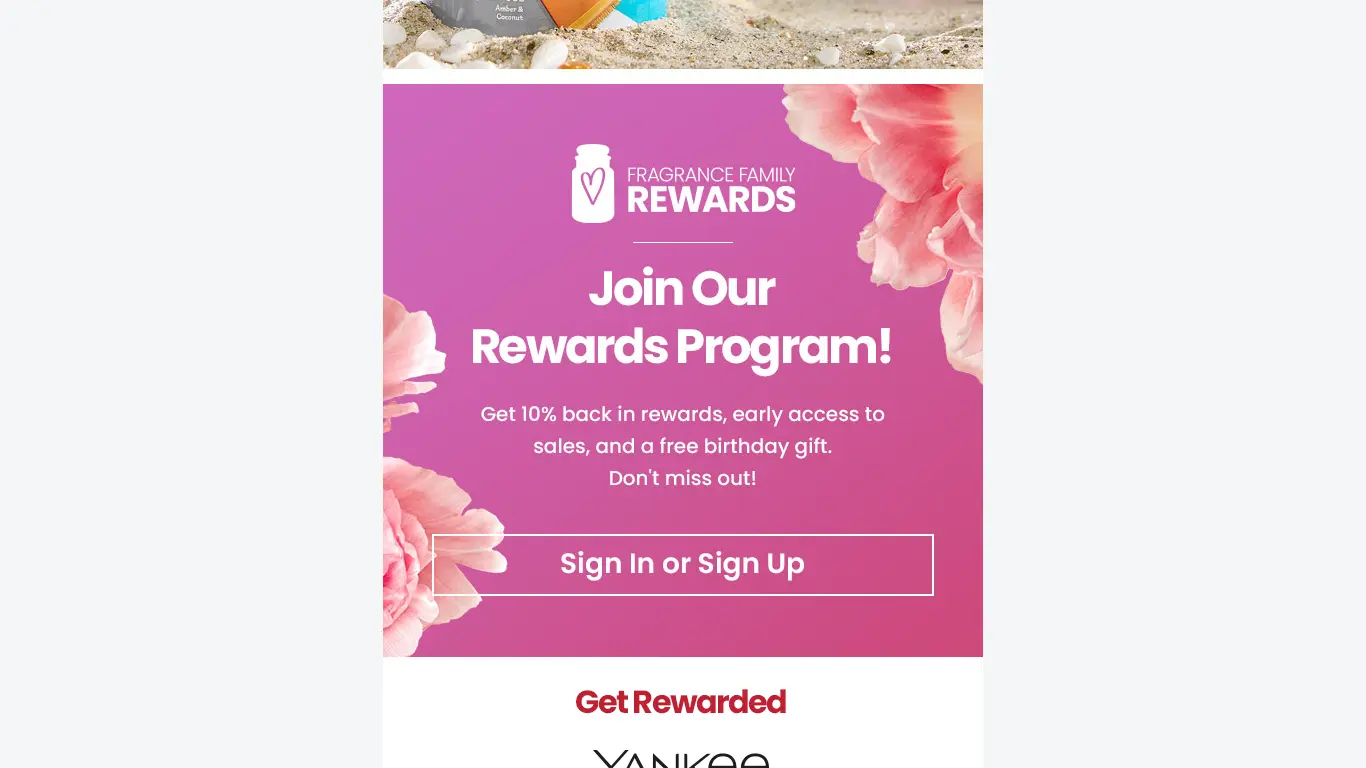 Amber &
Coconut
FRAGRANCE FAMILY
REWARDS
Join Our
Rewards Program!
Get 10% back in rewards, early access to
sales, and a free birthday gift.
Don't miss out!
Sign In or Sign Up
Get Rewarded
YANKEE